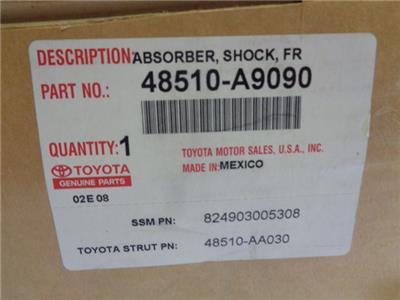 DESCRIPTION: ABSORBER, SHOCK, FR
PART NO.: 48510-A9090
QUANTITY: 1
TOYOTA MOTOR SALES, U.S.A., INC.
TOYOTA
MADE IN: MEXICO
GENUINE PARTS
02E 08
SSM PN: 824903005308
TOYOTA STRUT PN: 48510-AA030